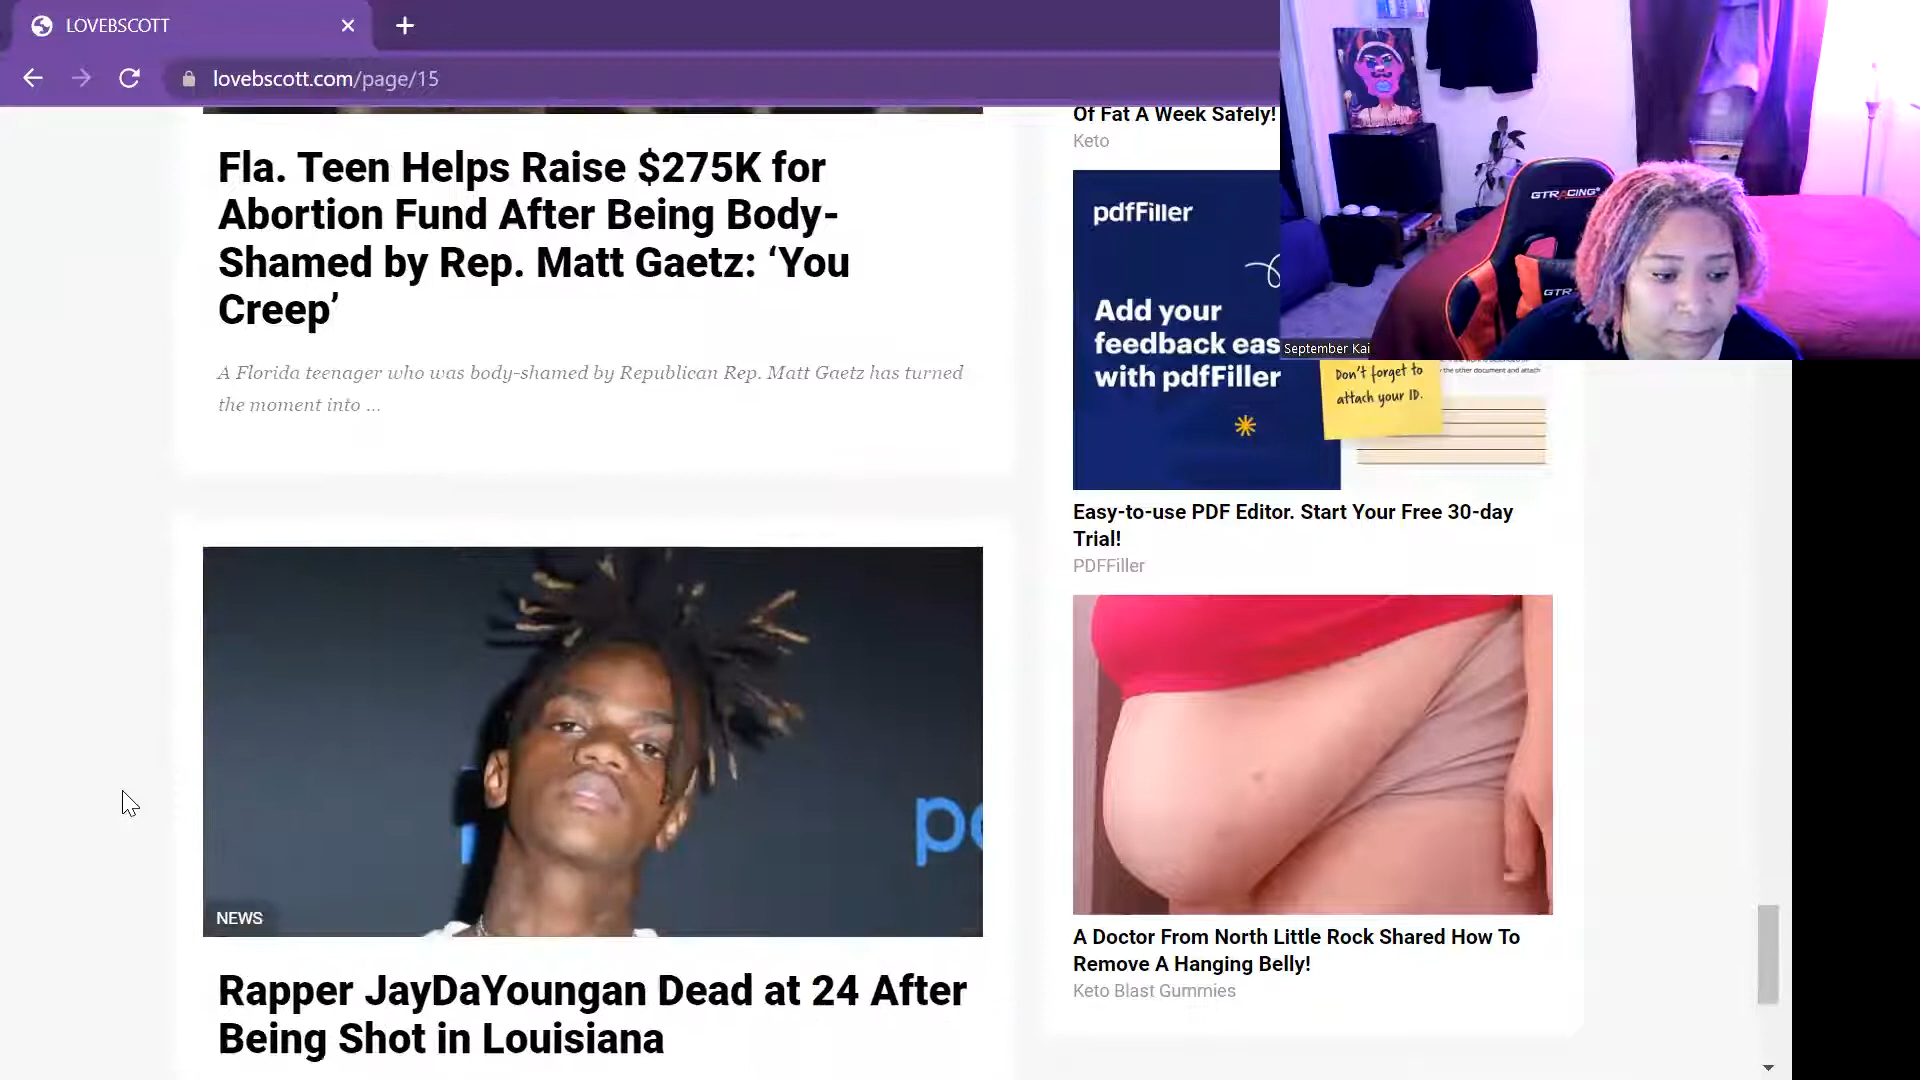 LOVEBSCOTT
lovebscott.com/page/15
Fla. Teen Helps Raise $275K for
Abortion Fund After Being Body-
Shamed by Rep. Matt Gaetz: ‘You
Creep’
A Florida teenager who was body-shamed by Republican Rep. Matt Gaetz has turned
the moment into ...
NEWS
Rapper JayDaYoungan Dead at 24 After
Being Shot in Louisiana
Of Fat A Week Safely!
Keto
pdfFiller
Add your
feedback eas
with pdfFiller
Don't forget to
attach your ID.
the other document and attach
Easy-to-use PDF Editor. Start Your Free 30-day
Trial!
PDFFiller
A Doctor From North Little Rock Shared How To
Remove A Hanging Belly!
Keto Blast Gummies
GTRACING
GTR
September Kai